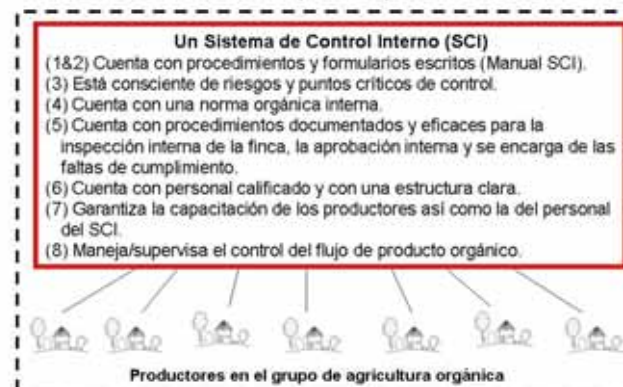 Un Sistema de Control Interno (SCI)
(1&2) Cuenta con procedimientos y formularios escritos (Manual SCI).
(3) Está consciente de riesgos y puntos críticos de control.
(4) Cuenta con una norma orgánica interna.
(5) Cuenta con procedimientos documentados y eficaces para la
inspección interna de la finca, la aprobación interna y se encarga de las
faltas de cumplimiento.
(6) Cuenta con personal calificado y con una estructura clara.
(7) Garantiza la capacitación de los productores así como la del personal
del SCI.
(8) Maneja/supervisa el control del flujo de producto orgánico.
Productores en el grupo de agricultura orgánica